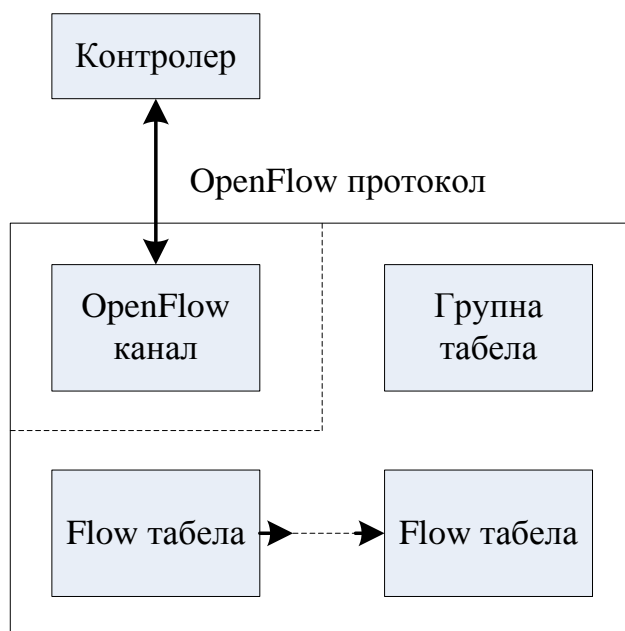 Контролер
OpenFlow протокол
OpenFlow
канал
Групна
табела
Flow табела
Flow табела